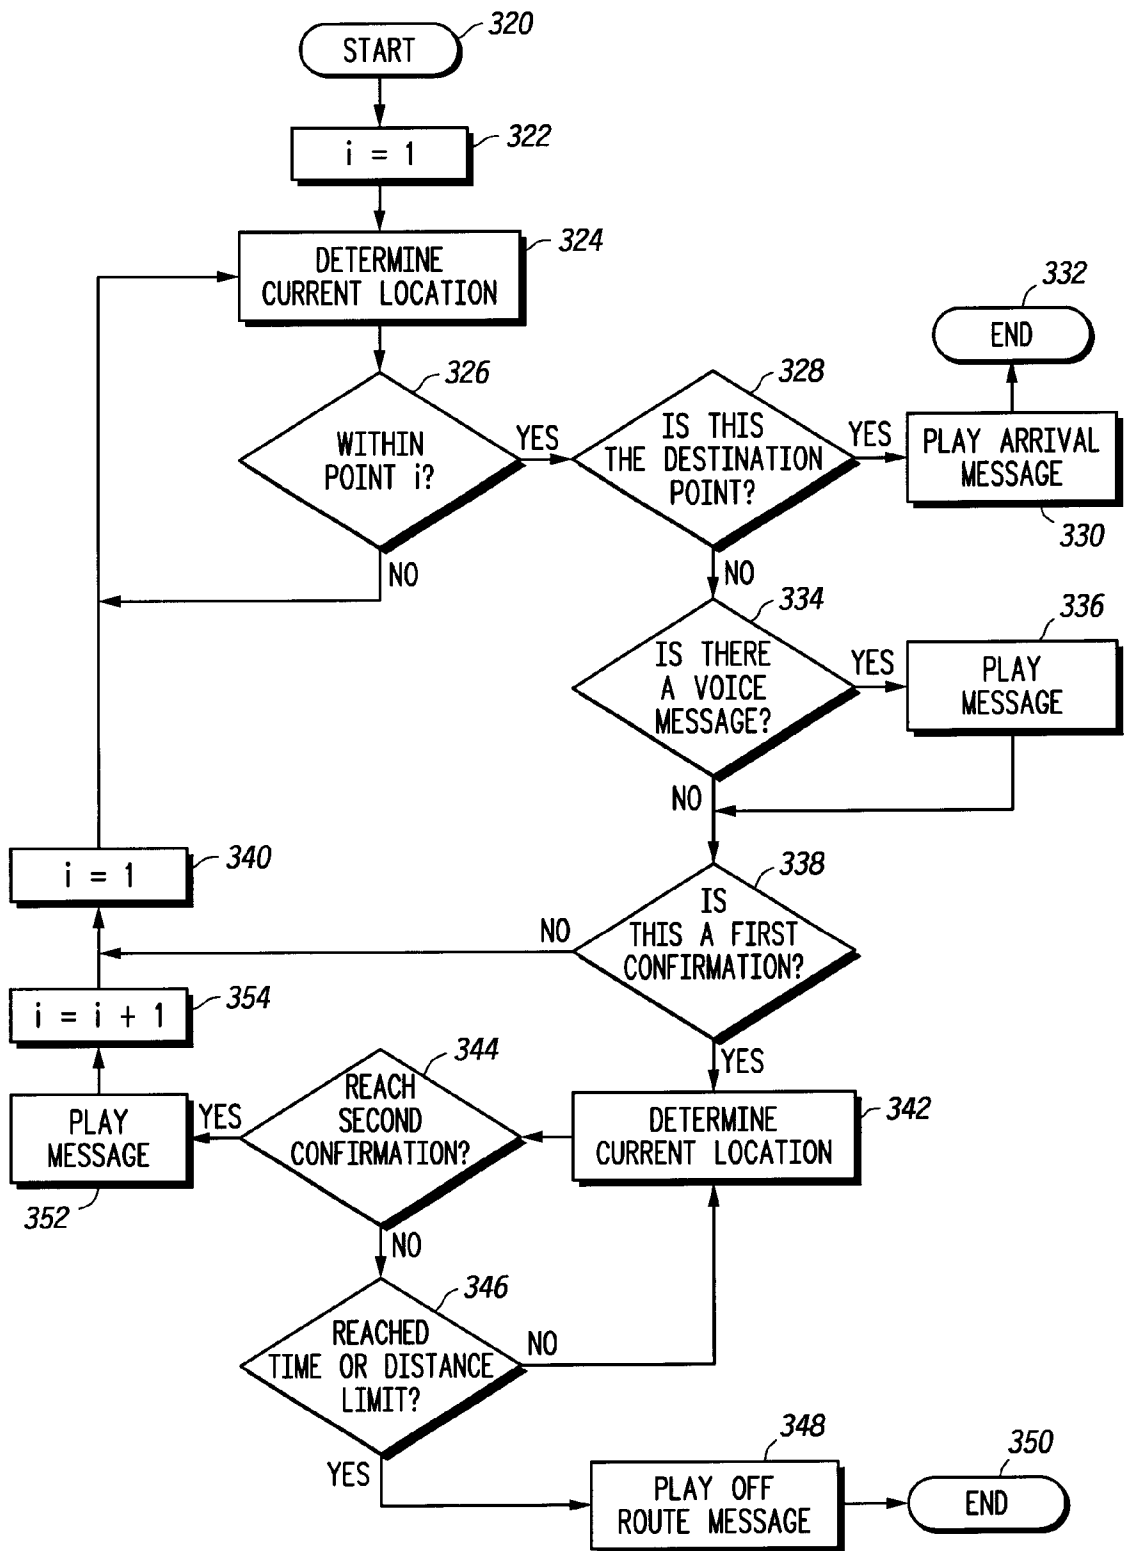 320
START
322
i = 1
324
DETERMINE
CURRENT LOCATION
332
END
326
WITHIN
POINT i?
YES
NO
328
IS THIS
THE DESTINATION
POINT?
YES
NO
PLAY ARRIVAL
MESSAGE
330
334
IS THERE
A VOICE
MESSAGE?
YES
NO
336
PLAY
MESSAGE
340
i = 1
338
IS
THIS A FIRST
CONFIRMATION?
NO
YES
354
i = i + 1
344
REACH
SECOND
CONFIRMATION?
YES
NO
342
DETERMINE
CURRENT LOCATION
PLAY
MESSAGE
352
346
REACHED
TIME OR DISTANCE
LIMIT?
NO
YES
348
PLAY OFF
ROUTE MESSAGE
350
END